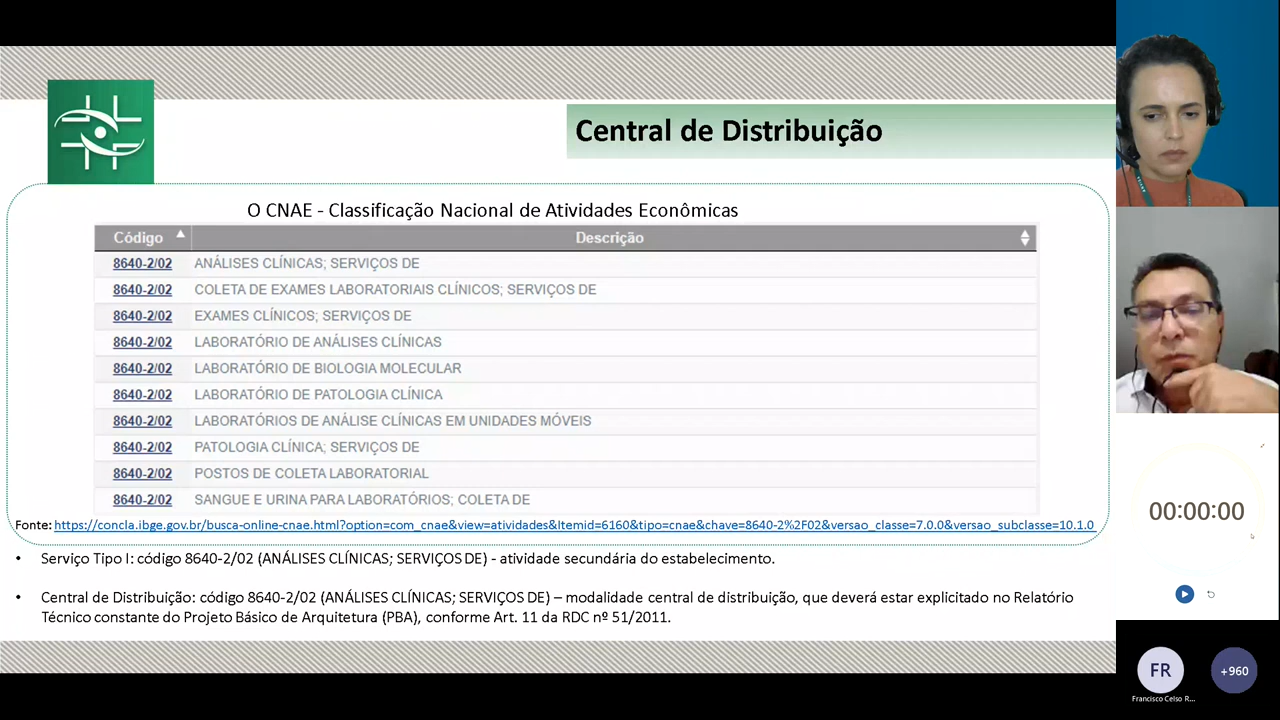 Central de Distribuição
O CNAE - Classificação Nacional de Atividades Econômicas
Código Descrição
8640-2/02 ANÁLISES CLÍNICAS; SERVIÇOS DE
8640-2/02 COLETA DE EXAMES LABORATORIAIS CLÍNICOS; SERVIÇOS DE
8640-2/02 EXAMES CLÍNICOS; SERVIÇOS DE
8640-2/02 LABORATÓRIO DE ANÁLISES CLÍNICAS
8640-2/02 LABORATÓRIO DE BIOLOGIA MOLECULAR
8640-2/02 LABORATÓRIO DE PATOLOGIA CLÍNICA
8640-2/02 LABORATÓRIOS DE ANÁLISE CLÍNICAS EM UNIDADES MÓVEIS
8640-2/02 PATOLOGIA CLÍNICA; SERVIÇOS DE
8640-2/02 POSTOS DE COLETA LABORATORIAL
8640-2/02 SANGUE E URINA PARA LABORATÓRIOS; COLETA DE
Fonte: https://concla.ibge.gov.br/busca-online-cnae.html?option=com_cnae&view=atividades&Itemid=6160&tipo=cnae&chave=8640-2%2F02&versao_classe=7.0.0&versao_subclasse=10.1.0
• Serviço Tipo I: código 8640-2/02 (ANÁLISES CLÍNICAS; SERVIÇOS DE) - atividade secundária do estabelecimento.
• Central de Distribuição: código 8640-2/02 (ANÁLISES CLÍNICAS; SERVIÇOS DE) – modalidade central de distribuição, que deverá estar explicitado no Relatório
Técnico constante do Projeto Básico de Arquitetura (PBA), conforme Art. 11 da RDC nº 51/2011.
00:00:00
FR +960
Francisco Celso R...